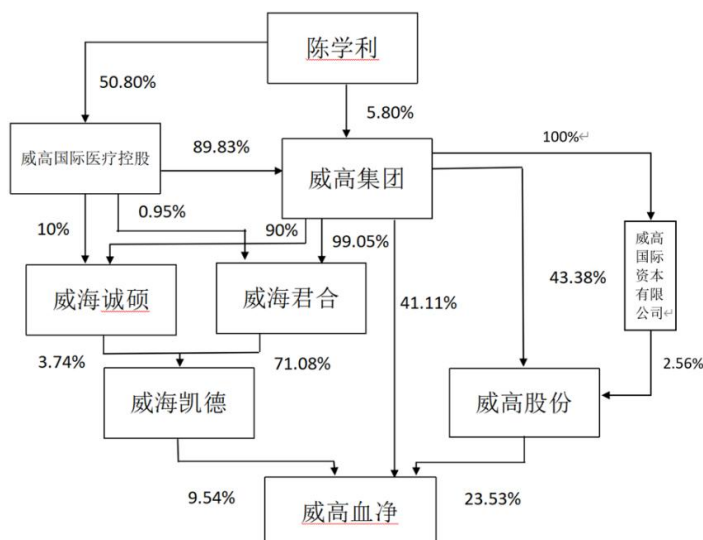 陈学利
50.80%
5.80%
100%↵
威高国际医疗控股
89.83%
威高集团
10%
0.95%
90%
99.05%
威高
国际
资本
有限
公司↵
威海诚硕
威海君合
41.11%
43.38%
3.74%
71.08%
2.56%
威海凯德
威高股份
9.54%
23.53%
威高血净